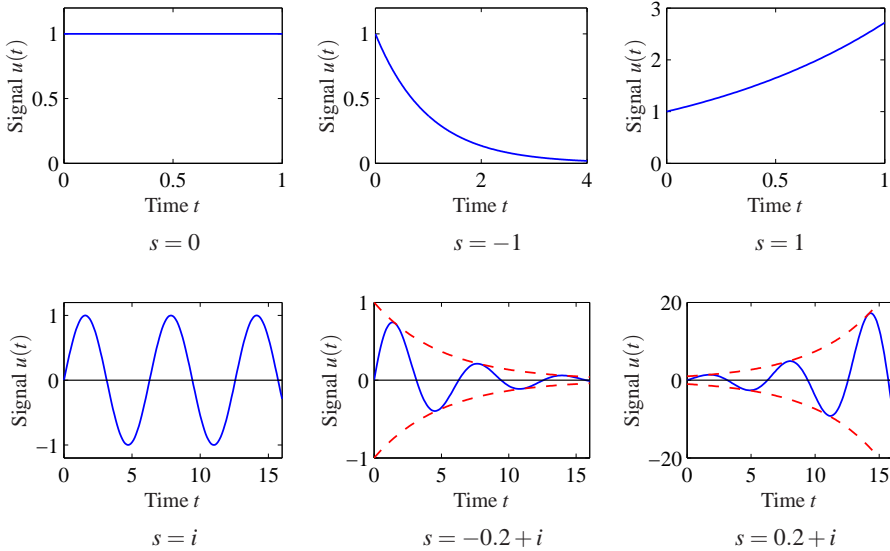 Signal u(t)
1
0.5
0
0
0.5
1
Time t
s = 0
Signal u(t)
1
0.5
0
0
2
4
Time t
s = −1
Signal u(t)
3
2
1
0
0
0.5
1
Time t
s = 1
Signal u(t)
1
0
−1
0
5
10
15
Time t
s = i
Signal u(t)
1
0
−1
0
5
10
15
Time t
s = −0.2 + i
Signal u(t)
20
0
−20
0
5
10
15
Time t
s = 0.2 + i